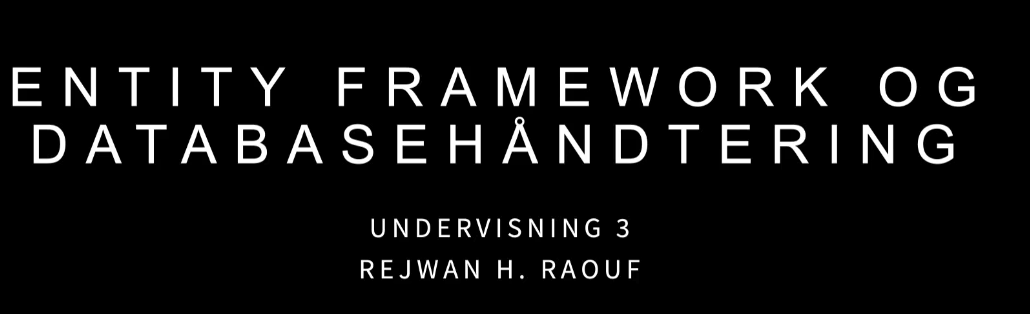 ENTITY FRAMEWORK OG
DATABASEHÅNDTERING
UNDERVISNING 3
REJWAN H. RAOUF